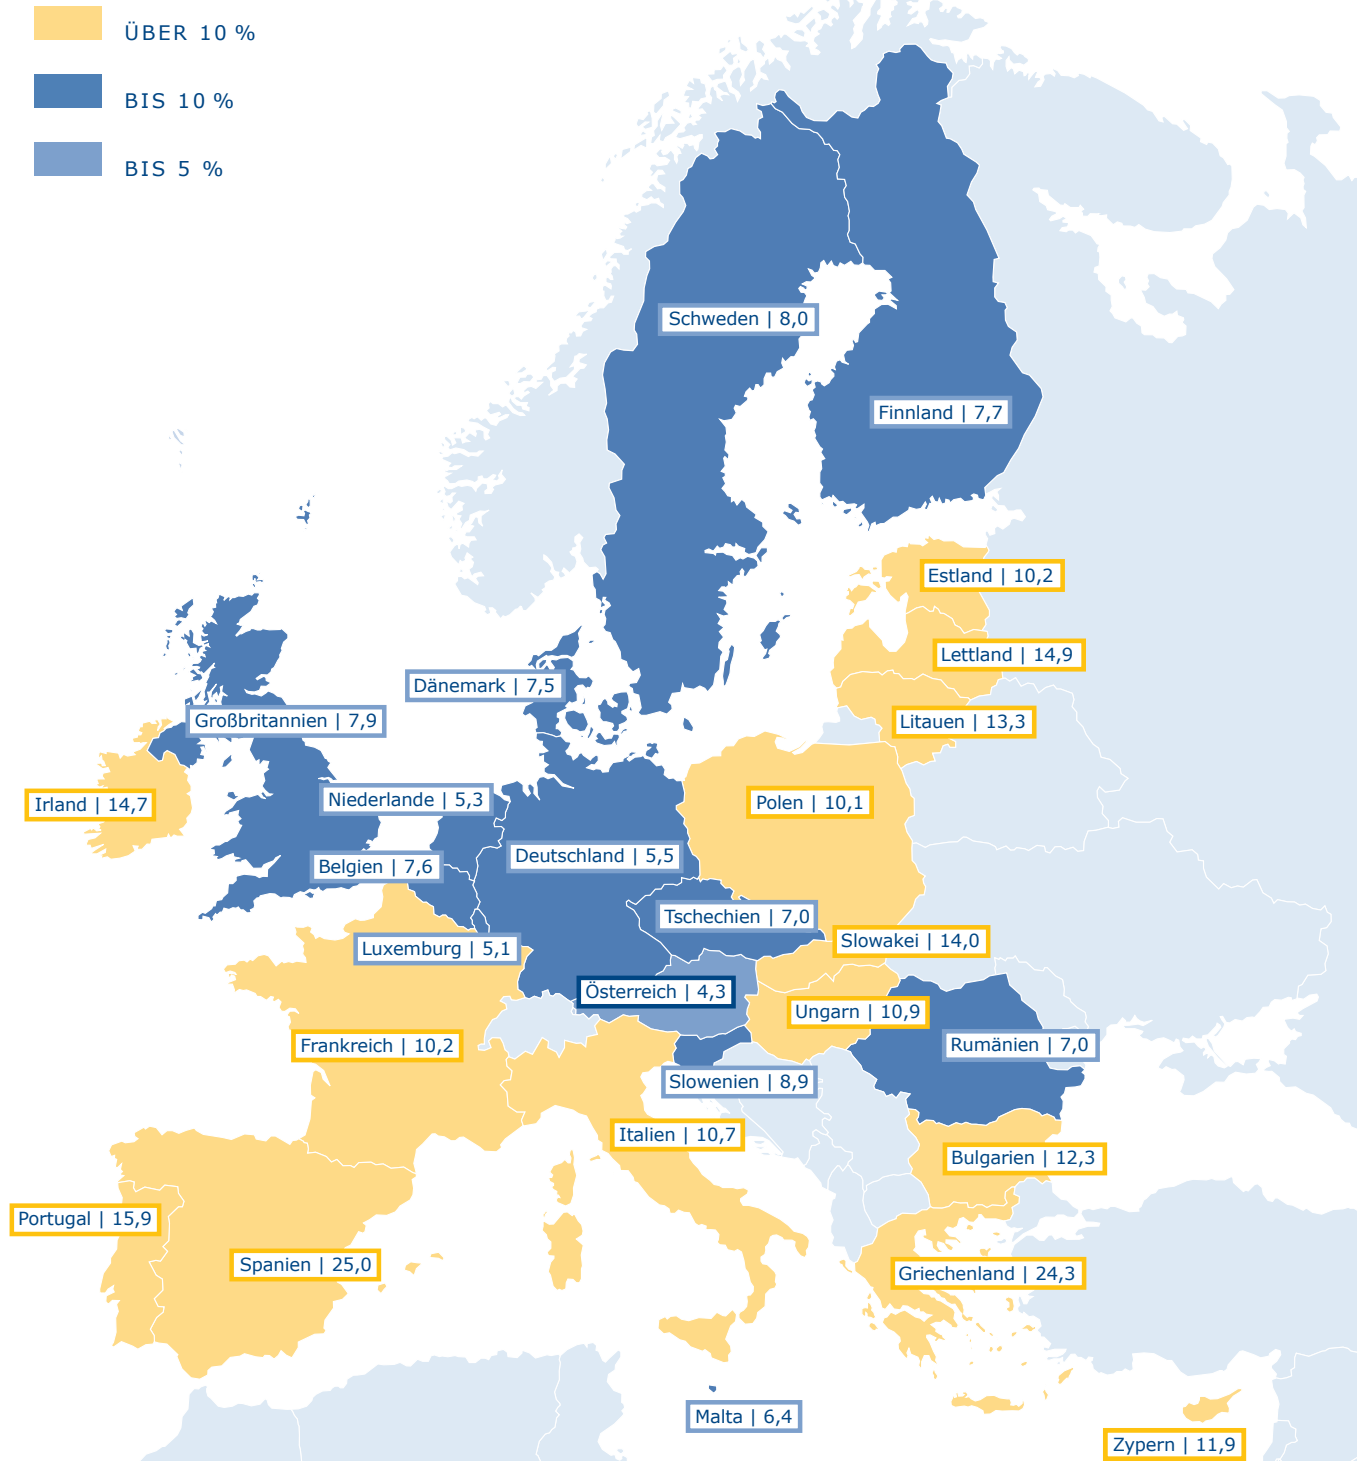 ÜBER 10 %
BIS 10 %
BIS 5 %
Schweden | 8,0
Finnland | 7,7
Estland | 10,2
Lettland | 14,9
Dänemark | 7,5
Großbritannien | 7,9
Litauen | 13,3
Irland | 14,7
Niederlande | 5,3
Polen | 10,1
Deutschland | 5,5
Belgien | 7,6
Tschechien | 7,0
Slowakei | 14,0
Luxemburg | 5,1
Österreich | 4,3
Ungarn | 10,9
Frankreich | 10,2
Rumänien | 7,0
Slowenien | 8,9
Italien | 10,7
Bulgarien | 12,3
Portugal | 15,9
Spanien | 25,0
Griechenland | 24,3
Malta | 6,4
Zypern | 11,9